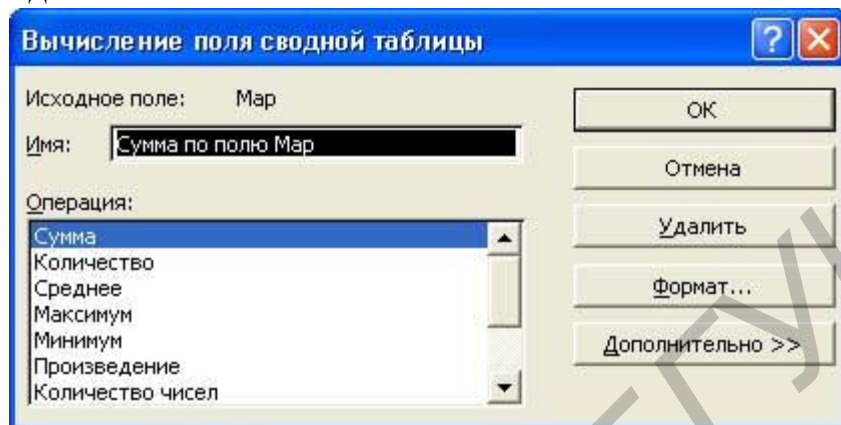 Вычисление поля сводной таблицы
Исходное поле: Мар
Имя: Сумма по полю Мар
Операция:
Сумма
Количество
Среднее
Максимум
Минимум
Произведение
Количество чисел
ОК
Отмена
Удалить
Формат...
Дополнительно >>